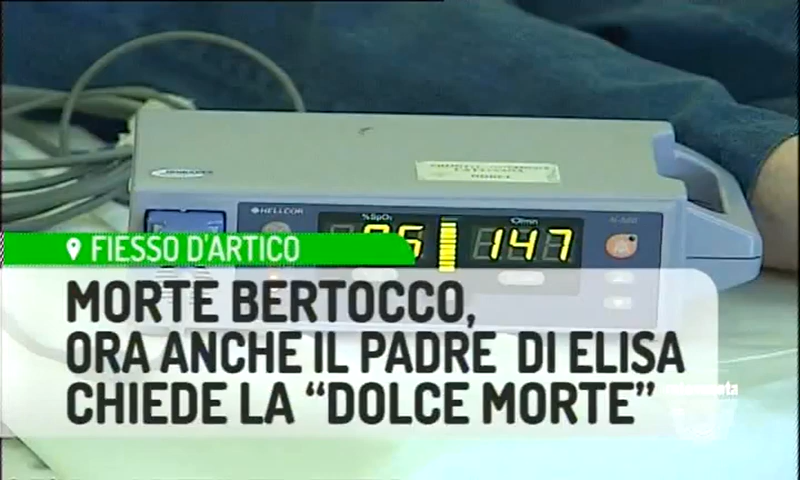 NELLCOR
%SpO₂
147
FIESSO D'ARTICO
MORTE BERTOCCO,
ORA ANCHE IL PADRE DI ELISA
CHIEDE LA “DOLCE MORTE”